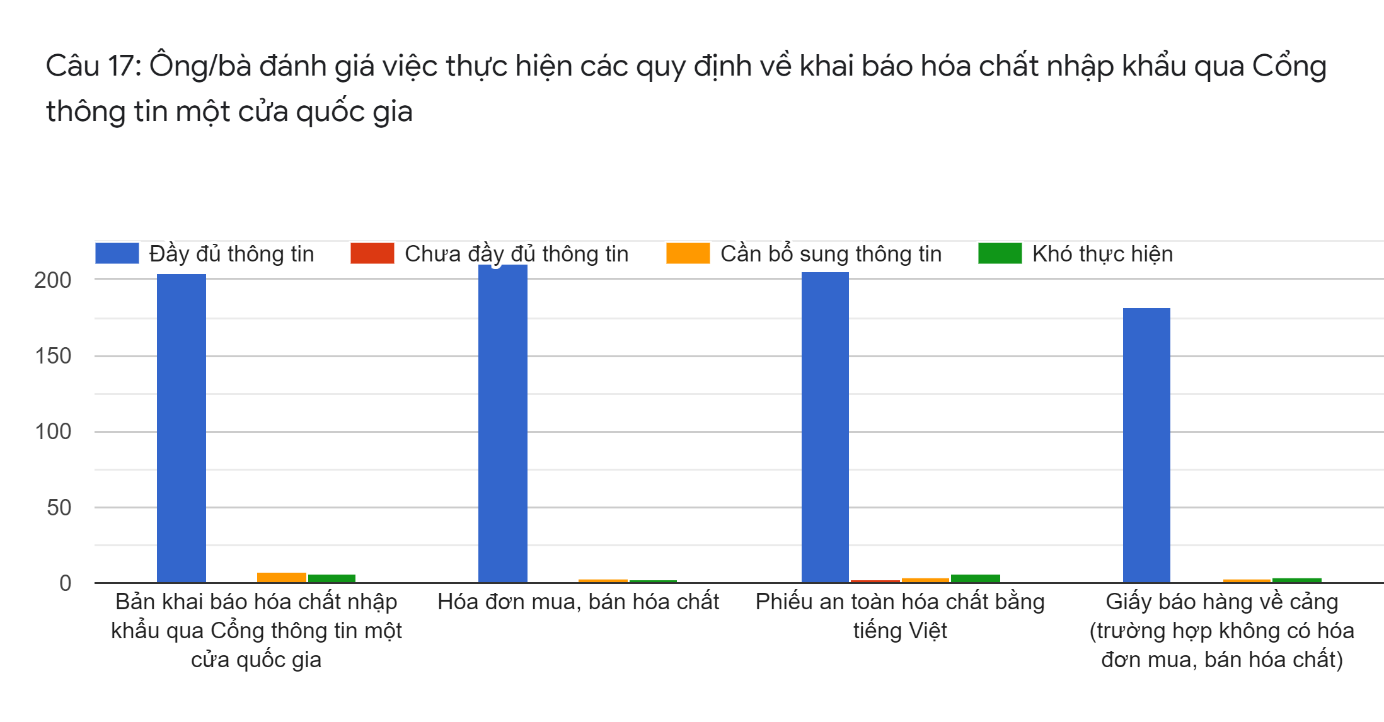 Câu 17: Ông/bà đánh giá việc thực hiện các quy định về khai báo hóa chất nhập khẩu qua Cổng
thông tin một cửa quốc gia
Đầy đủ thông tin
Chưa đầy đủ thông tin
Cần bổ sung thông tin
Khó thực hiện
200
150
100
50
0
Bản khai báo hóa chất nhập
khẩu qua Cổng thông tin một
cửa quốc gia
Hóa đơn mua, bán hóa chất
Phiếu an toàn hóa chất bằng
tiếng Việt
Giấy báo hàng về cảng
(trường hợp không có hóa
đơn mua, bán hóa chất)